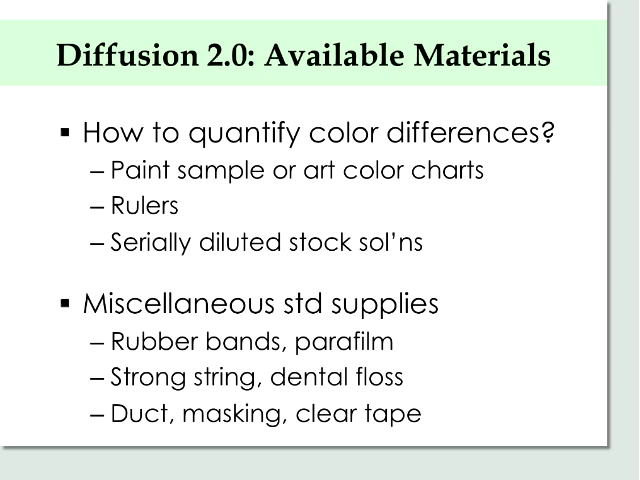 Diffusion 2.0: Available Materials
▪ How to quantify color differences?
– Paint sample or art color charts
– Rulers
– Serially diluted stock sol’ns
▪ Miscellaneous std supplies
– Rubber bands, parafilm
– Strong string, dental floss
– Duct, masking, clear tape